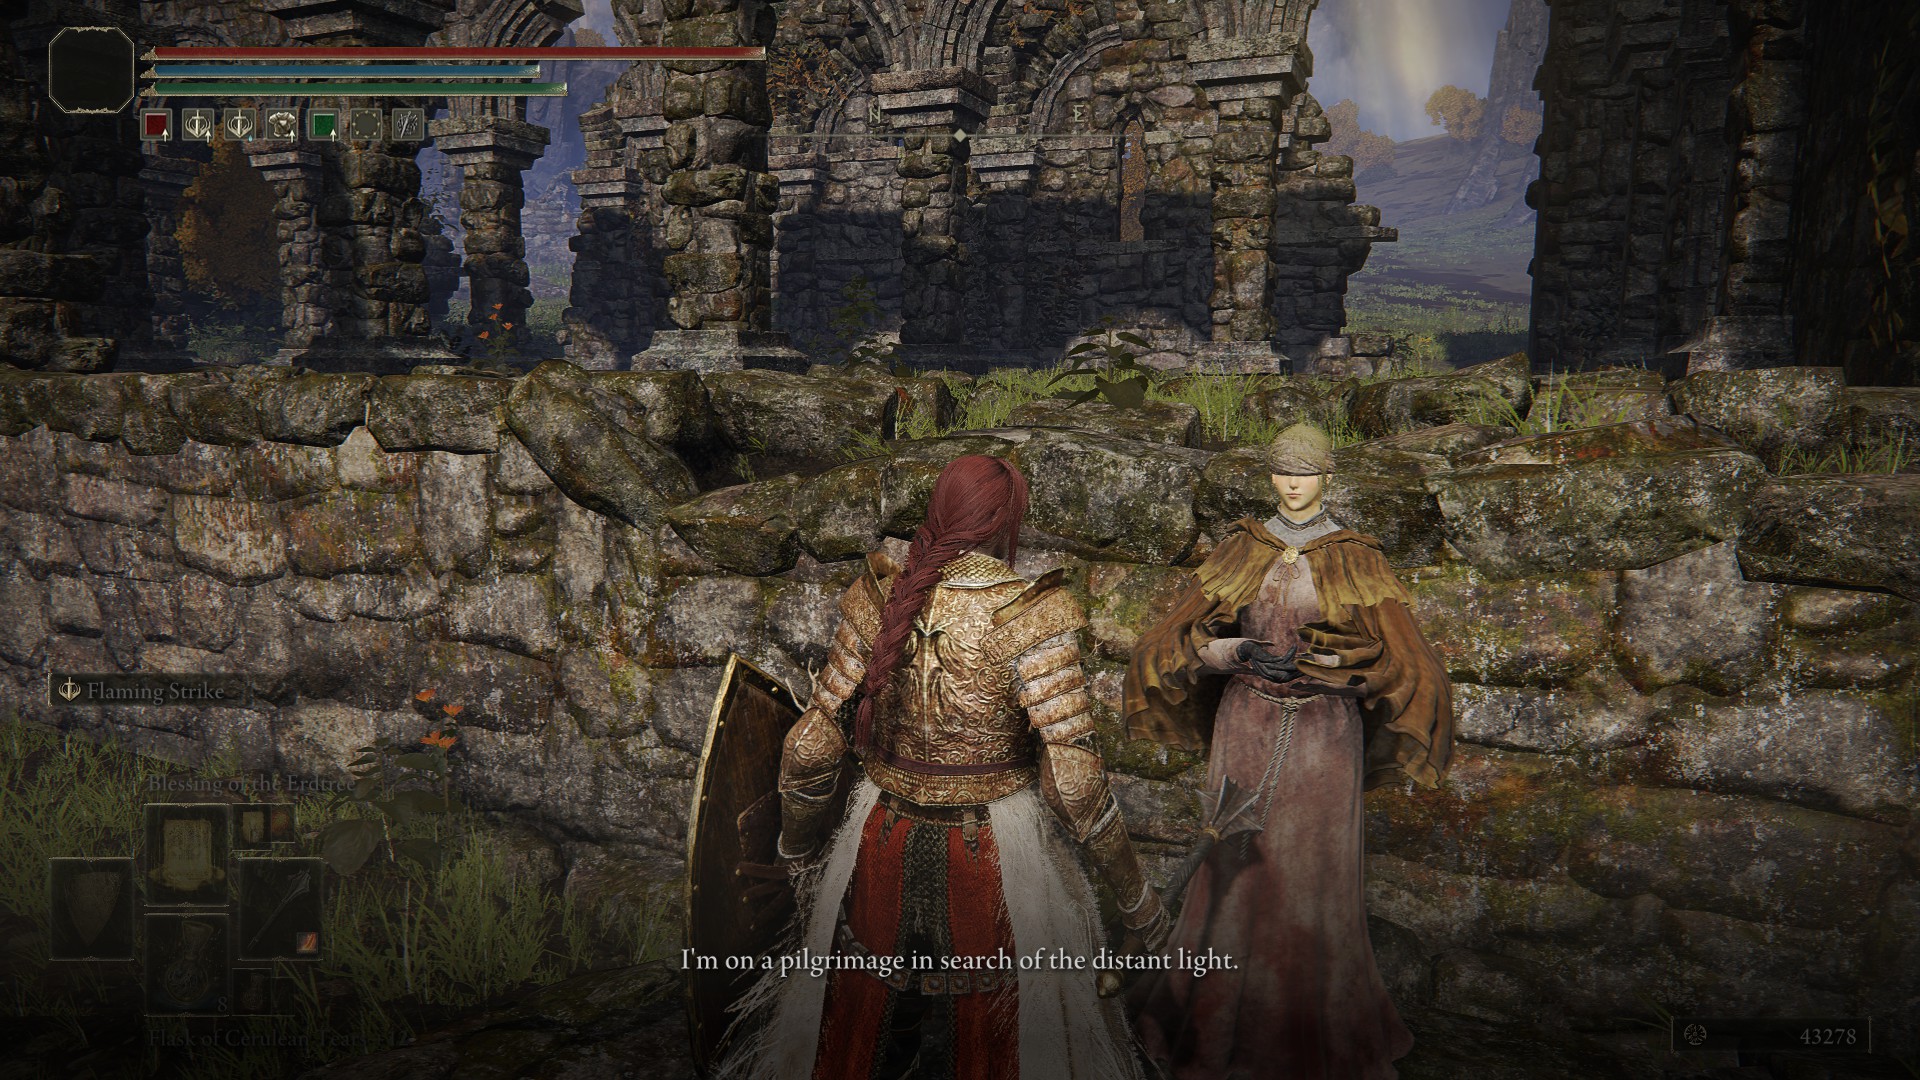 N
E
Flaming Strike
Blessing of the Erdtree
8
Flask of Cerulean Tears +12
I'm on a pilgrimage in search of the distant light.
43278